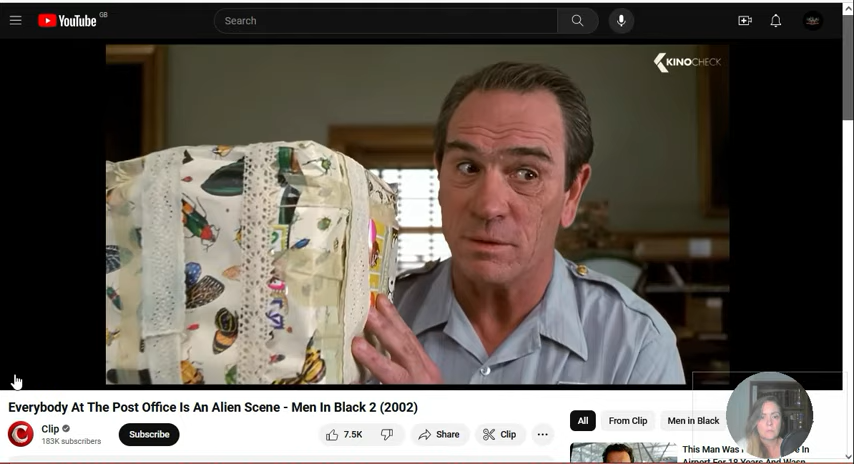 YouTube GB
Search
KINOCHECK
Everybody At The Post Office Is An Alien Scene - Men In Black 2 (2002)
Clip
183K subscribers
Subscribe
7.5K
Share
Clip
All
From Clip
Men in Black
This Man Was
In
Airport For 18 Years And Wasn